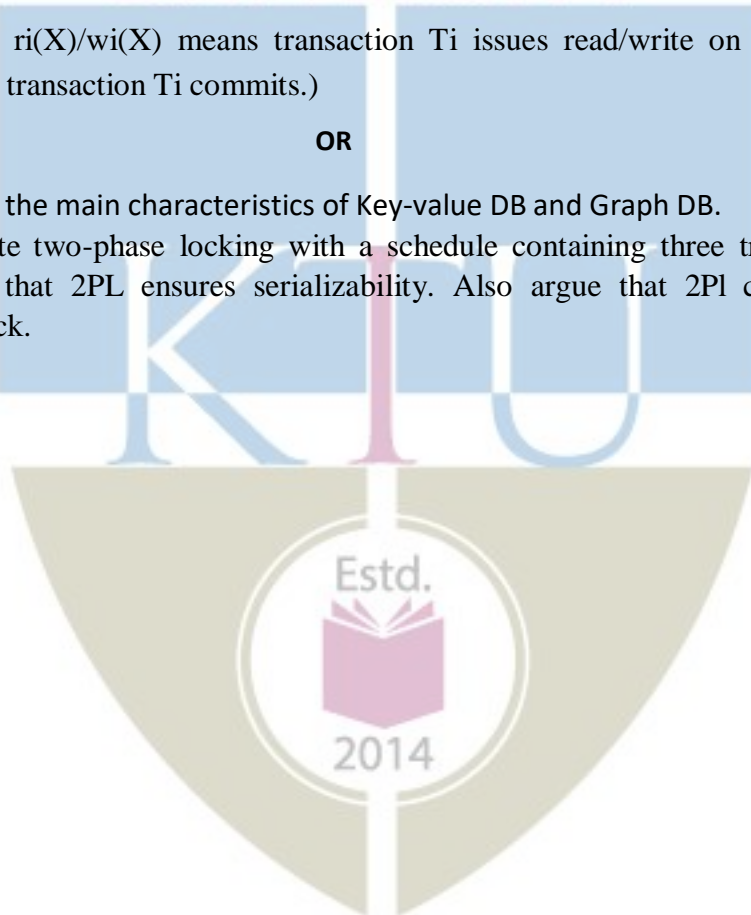 ri(X)/wi(X) means transaction Ti issues read/write on
transaction Ti commits.)
OR
the main characteristics of Key-value DB and Graph DB.
te two-phase locking with a schedule containing three tr
that 2PL ensures serializability. Also argue that 2Pl c
ck.
KTU
Estd.
2014